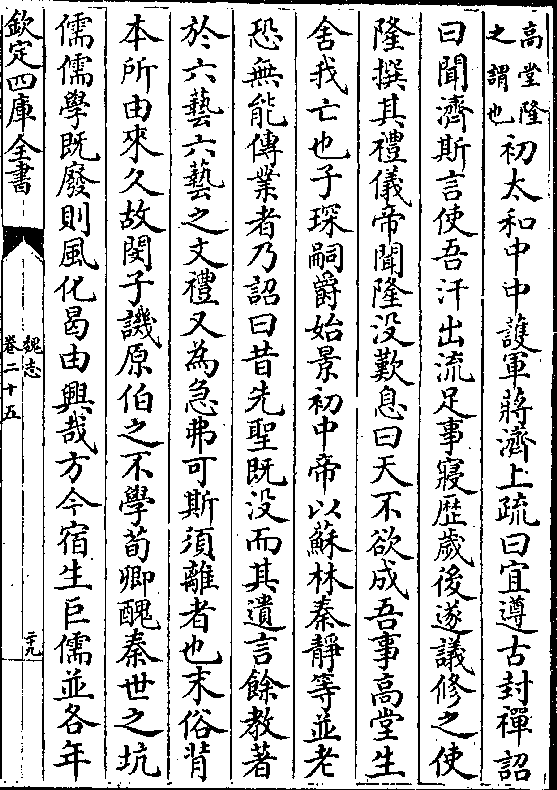 高堂隆
之謂也
初太和中中護軍蔣濟上疏曰宜遵古封禪詔
曰聞濟斯言使吾汗出流足事寢歴歲後遂議修之使
隆撰其禮儀帝聞隆没歎息曰天不欲成吾事高堂生
舍我亡也子琛嗣爵始景初中帝以蘇林秦靜等並老
恐無能傳業者乃詔曰昔先聖既没而其遺言餘教著
於六藝六藝之文禮又為急弗可斯須離者也末俗背
本所由來久故閔子譏原伯之不學荀卿醜秦世之坑
儒儒學既廢則風化曷由興哉方今宿生巨儒並各年
欽定四庫全書
魏志
卷二十五
二十九